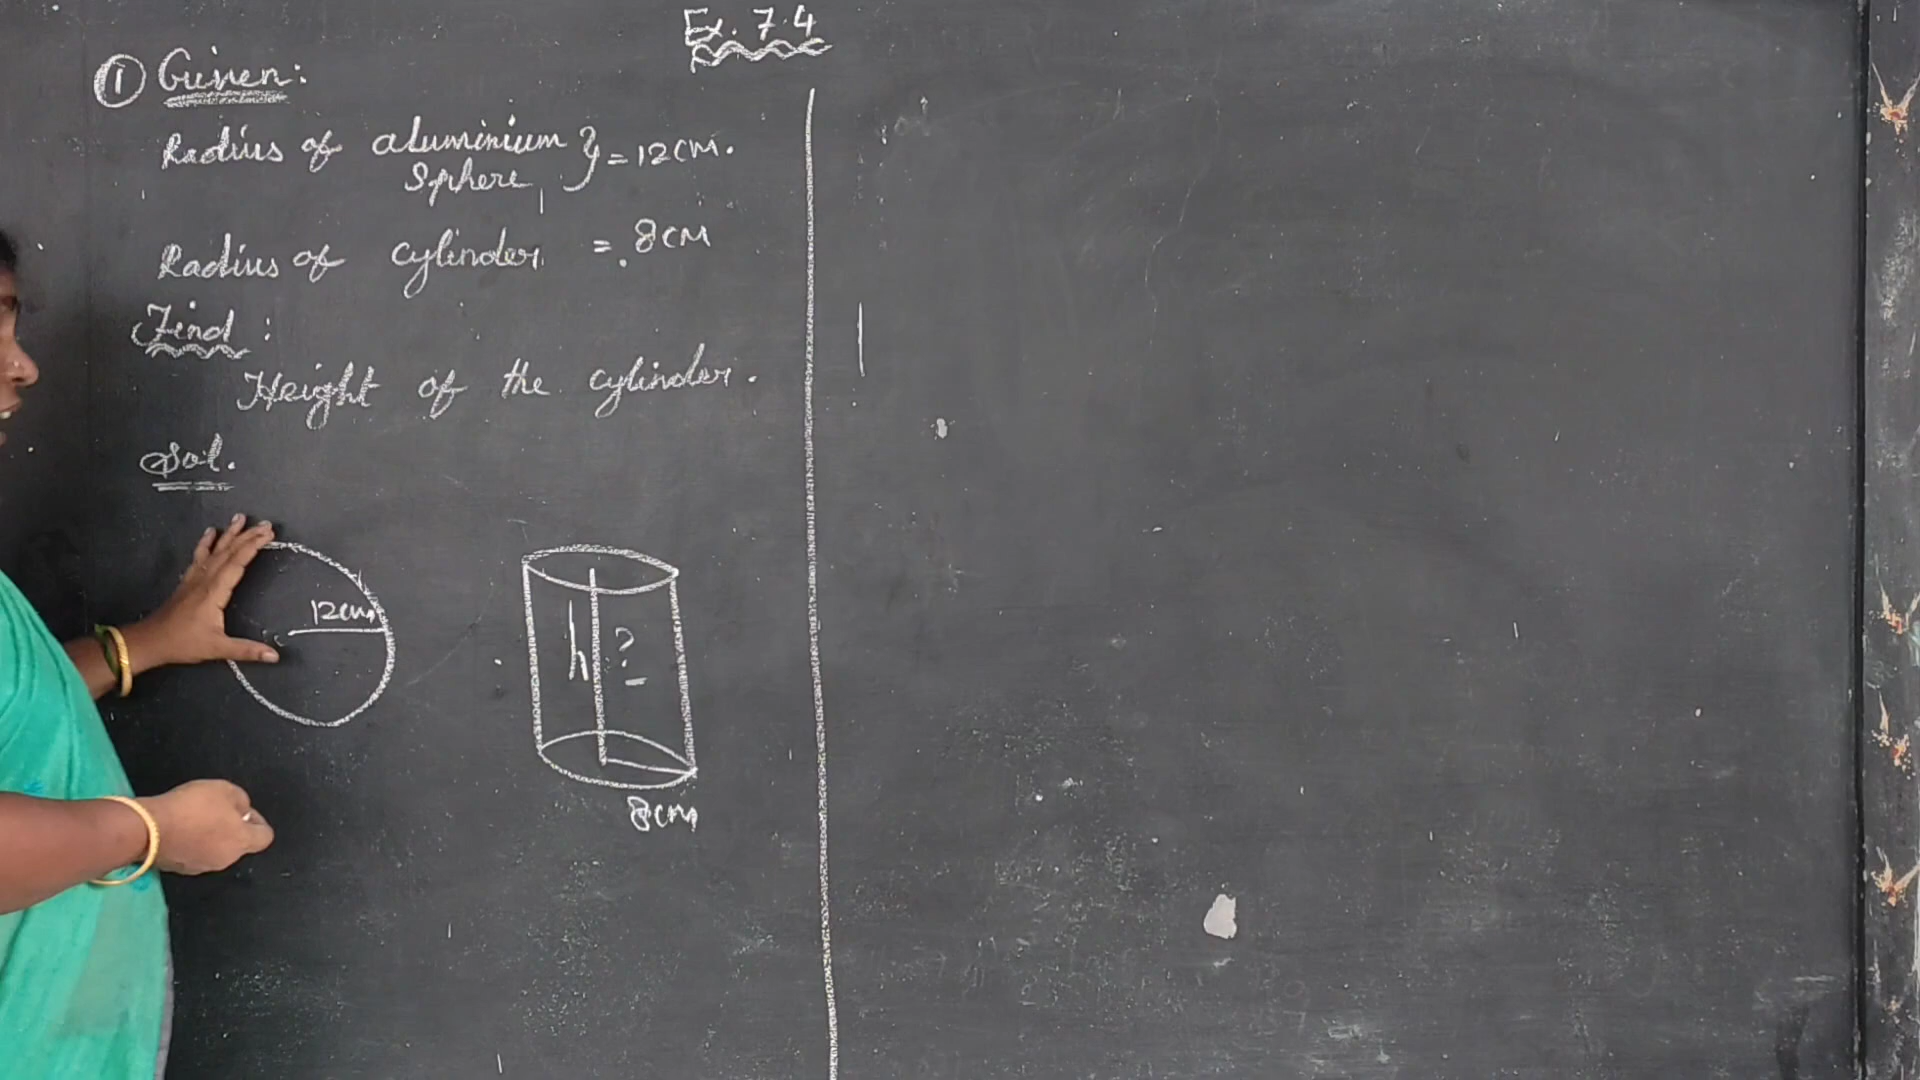 Ex. 7.4
① Given:
Radius of aluminium } = 12cm.
Sphere
Radius of cylinder = 8cm
Find :
Height of the cylinder.
Sol.
12cm
h ?
8cm